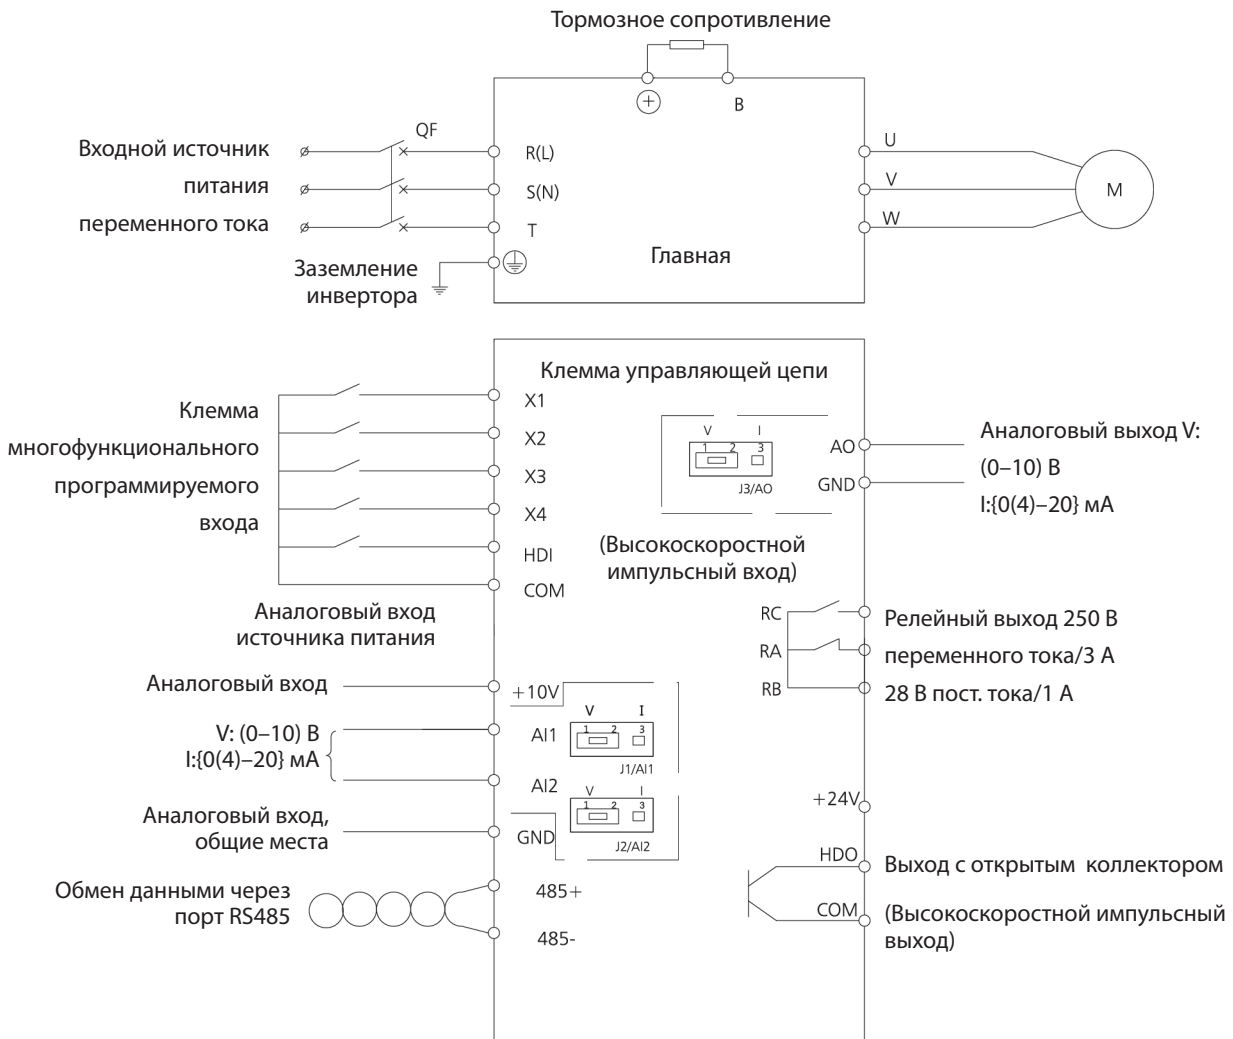 Тормозное сопротивление
+
B
QF
Входной источник
питания
переменного тока
R(L)
S(N)
T
Заземление
инвертора
Главная
U
V
W
M
Клемма управляющей цепи
Клемма
многофункционального
программируемого
входа
X1
X2
X3
X4
HDI
COM
V I
1 2 3
J3/AO
AO
GND
Аналоговый выход V:
(0–10) В
I:{0(4)–20} мА
(Высокоскоростной
импульсный вход)
RC
RA
RB
Релейный выход 250 В
переменного тока/3 А
28 В пост. тока/1 А
Аналоговый вход
источника питания
Аналоговый вход
V: (0–10) В
I:{0(4)–20} мА
Аналоговый вход,
общие места
+10V
AI1
AI2
GND
V I
1 2 3
J1/AI1
V I
1 2 3
J2/AI2
Обмен данными через
порт RS485
485+
485-
+24V
HDO
COM
Выход с открытым коллектором
(Высокоскоростной импульсный
выход)